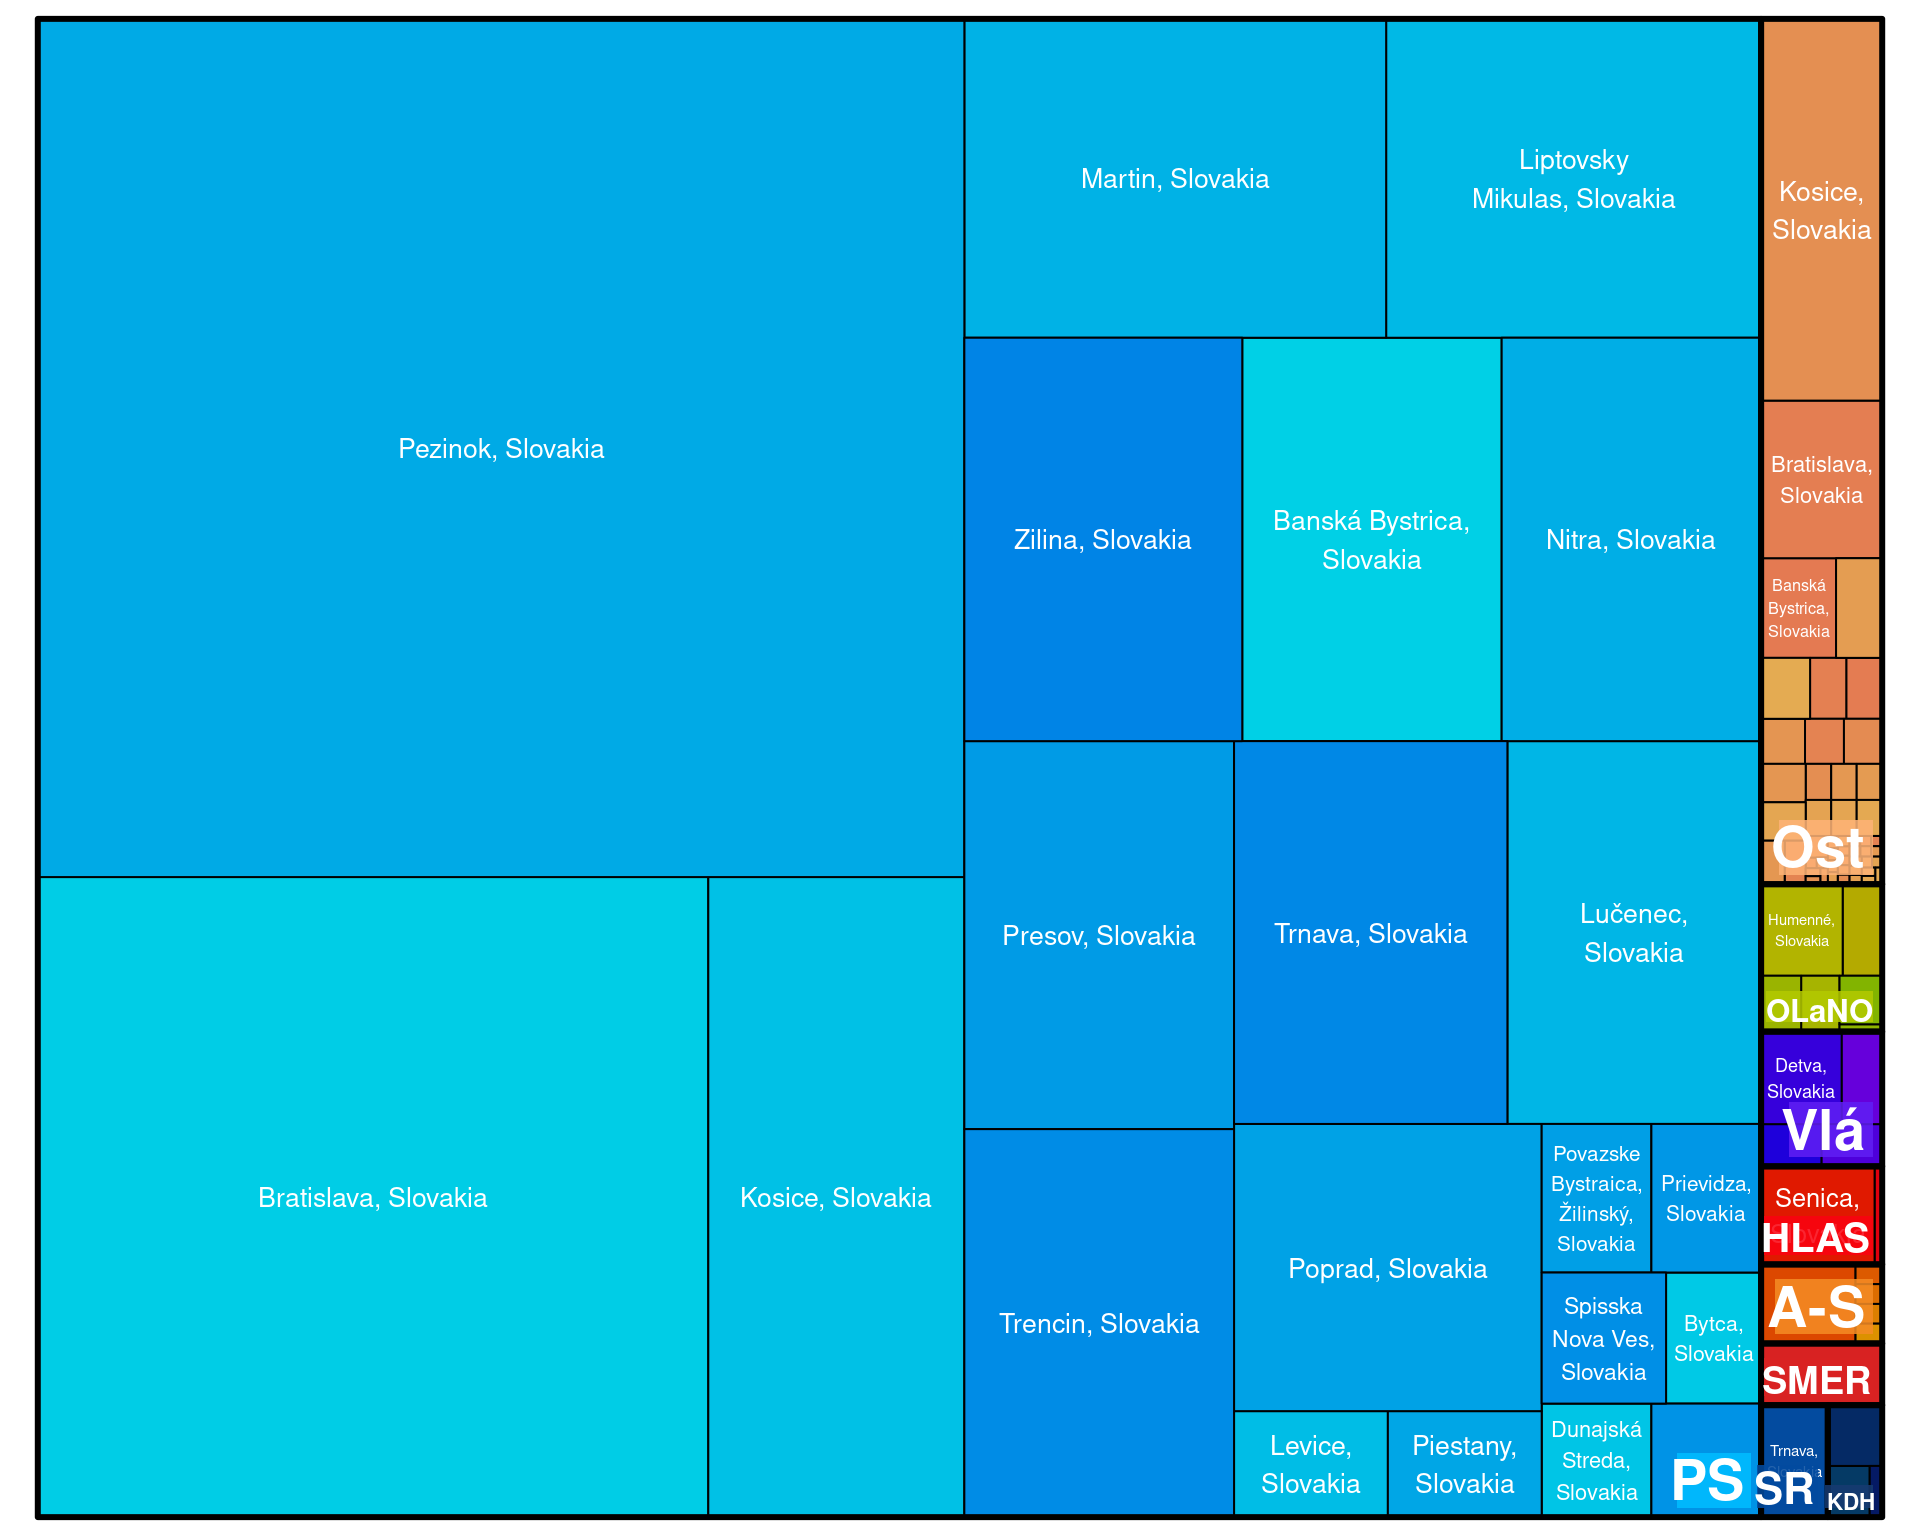 Pezinok, Slovakia
Bratislava, Slovakia
Kosice, Slovakia
Martin, Slovakia
Liptovsky
Mikulas, Slovakia
Zilina, Slovakia
Banská Bystrica,
Slovakia
Nitra, Slovakia
Presov, Slovakia
Trnava, Slovakia
Lučenec,
Slovakia
Trencin, Slovakia
Poprad, Slovakia
Levice,
Slovakia
Piestany,
Slovakia
Povazske
Bystraica,
Žilinský,
Slovakia
Prievidza,
Slovakia
Spisska
Nova Ves,
Slovakia
Bytca,
Slovakia
Dunajská
Streda,
Slovakia
PS
Kosice,
Slovakia
Bratislava,
Slovakia
Banská
Bystrica,
Slovakia
Ost
Humenné,
Slovakia
OLaNO
Detva,
Slovakia
Vlá
Senica,
HLAS
A-S
SMER
Trnava,
SR
KDH